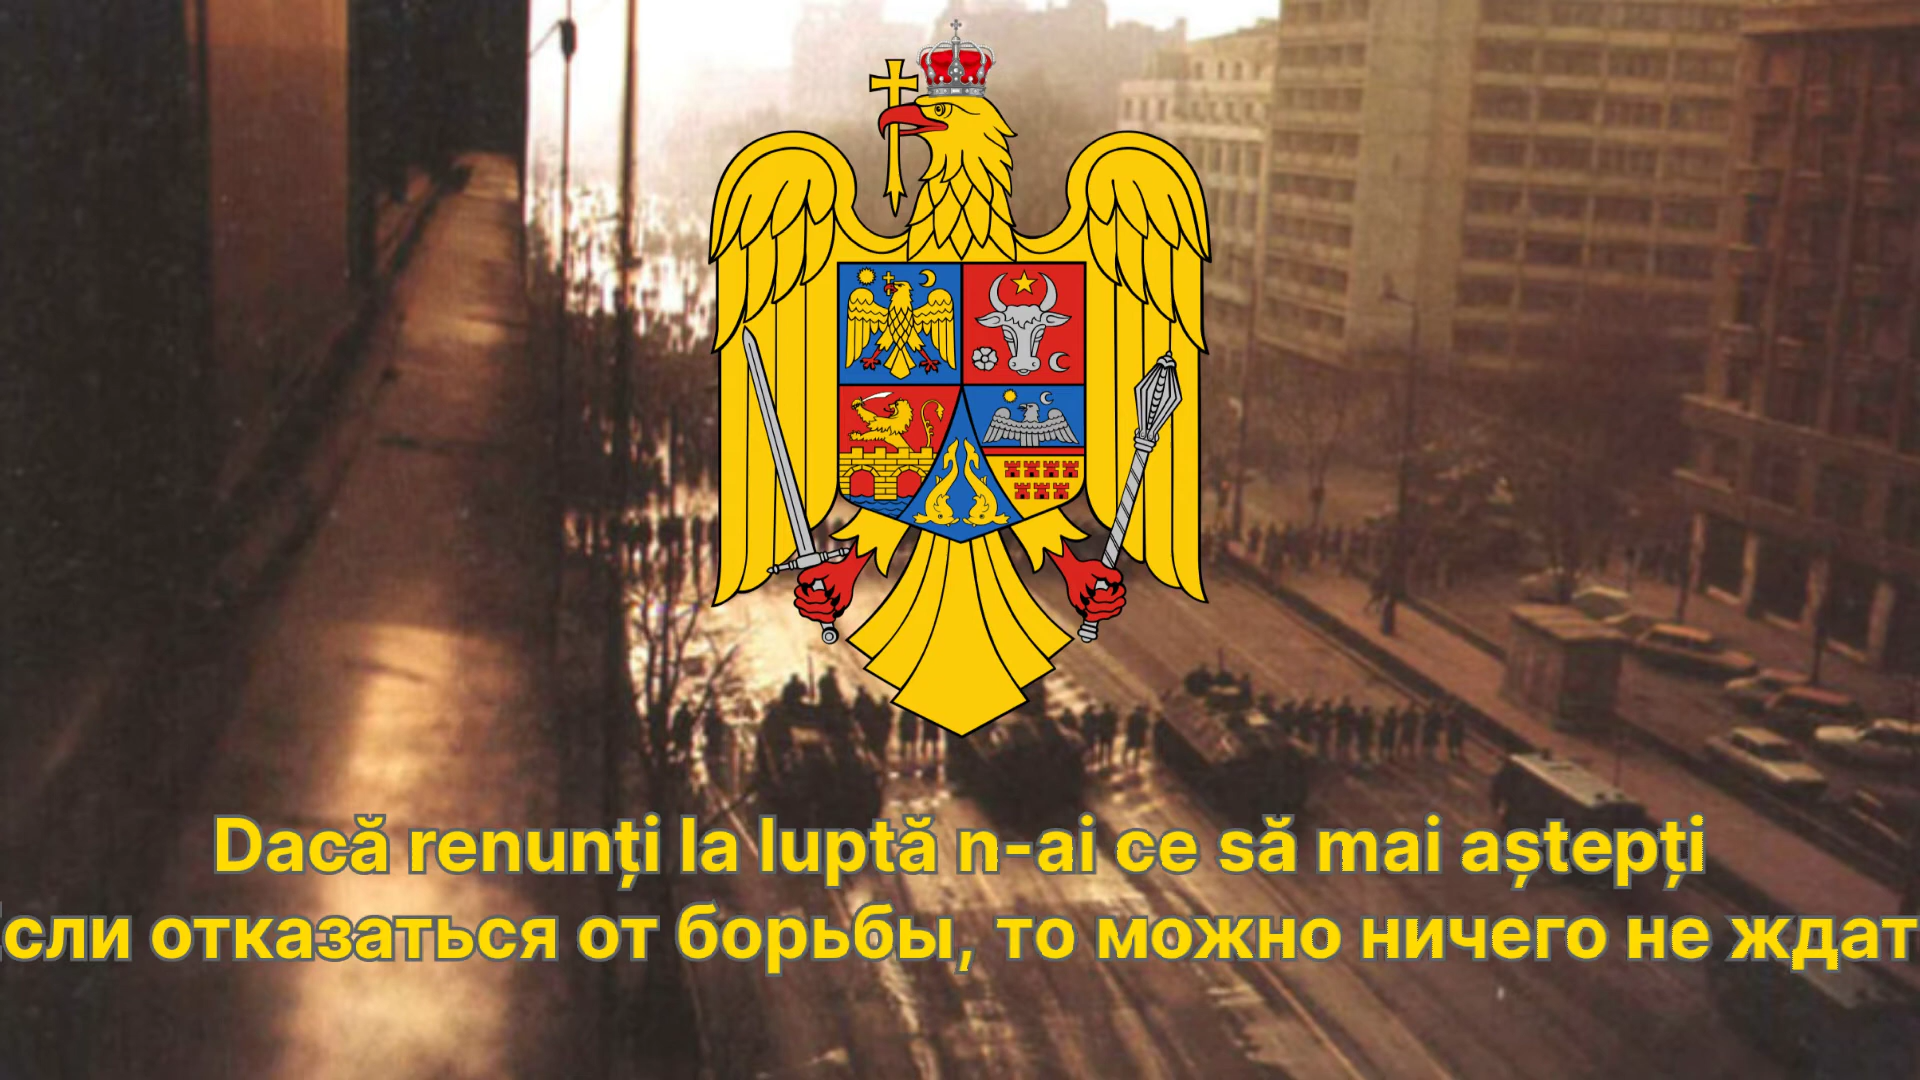 Dacă renunți la luptă n-ai ce să mai aștepți
сли отказаться от борьбы, то можно ничего не ждат